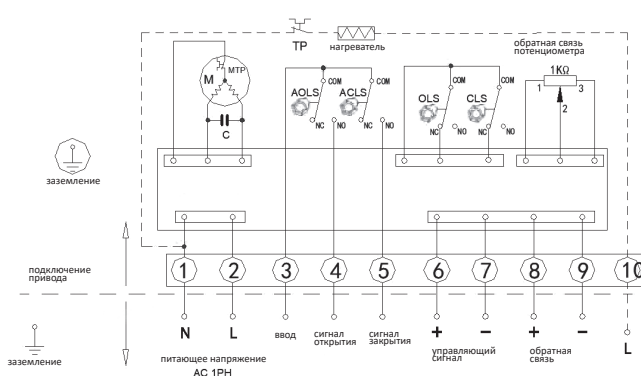 TP
нагреватель
обратная связь
потенциометра
M
MTP
C
AOLS
COM
NC
NO
ACLS
COM
NC
NO
OLS
COM
NC
NO
CLS
COM
NC
NO
1KΩ
1
3
2
заземление
подключение
привода
1 2 3 4 5 6 7 8 9 10
N
L
ввод
сигнал
открытия
сигнал
закрытия
+
−
управляющий
сигнал
+
−
обратная
связь
L
питающее напряжение
AC 1PH
заземление